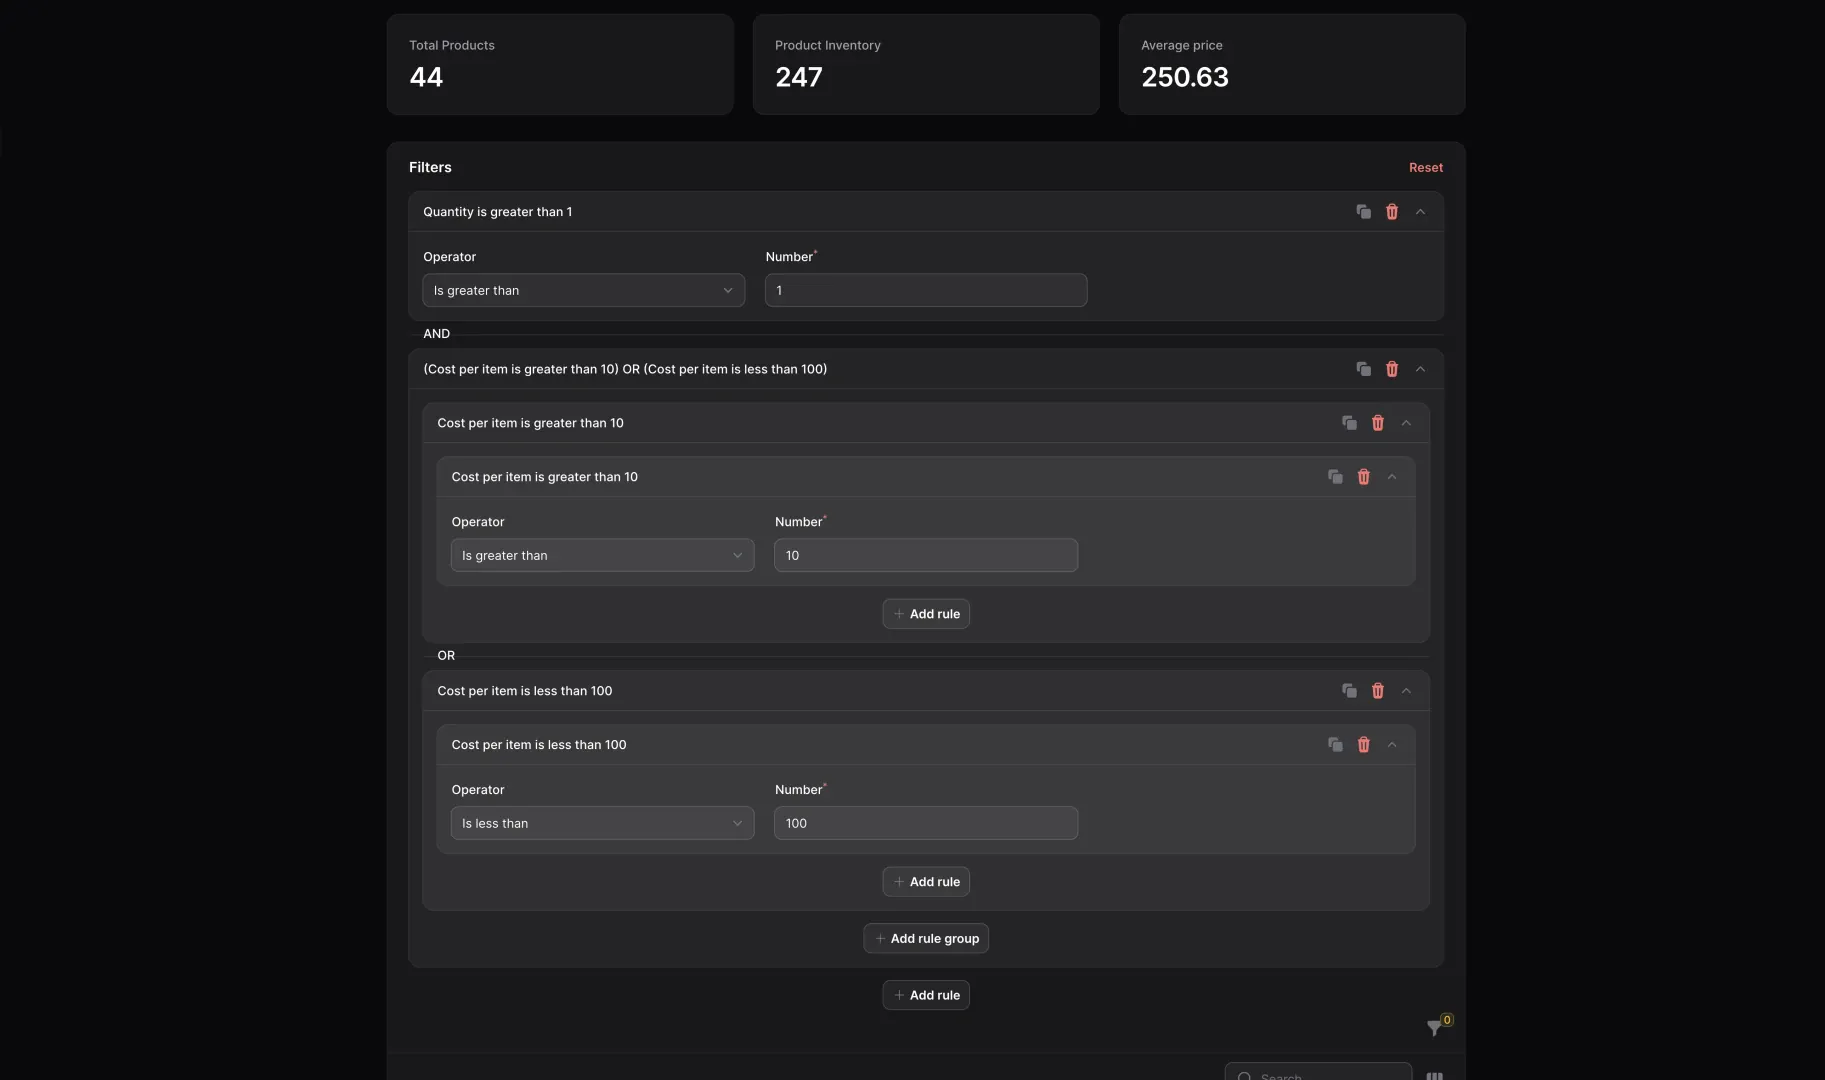 Total Products
44
Product Inventory
247
Average price
250.63
Filters
Reset
Quantity is greater than 1
Operator
Number*
Is greater than
1
AND
(Cost per item is greater than 10) OR (Cost per item is less than 100)
Cost per item is greater than 10
Cost per item is greater than 10
Operator
Number*
Is greater than
10
+ Add rule
OR
Cost per item is less than 100
Cost per item is less than 100
Operator
Number*
Is less than
100
+ Add rule
+ Add rule group
+ Add rule
0
Search